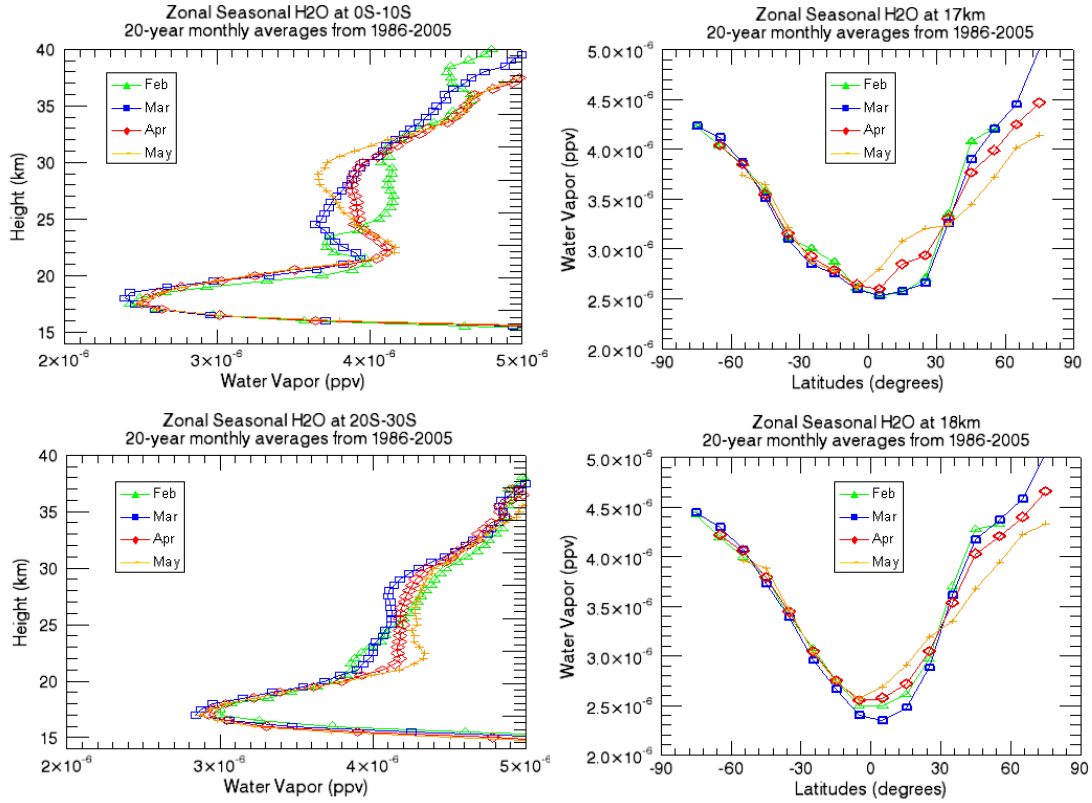 Zonal Seasonal H2O at 0S-10S
20-year monthly averages from 1986-2005
40
35
30
25
20
15
Height (km)
Feb
Mar
Apr
May
2×10⁻⁶
3×10⁻⁶
4×10⁻⁶
5×10⁻⁶
Water Vapor (ppv)
Zonal Seasonal H2O at 17km
20-year monthly averages from 1986-2005
5.0×10⁻⁶
4.5×10⁻⁶
4.0×10⁻⁶
3.5×10⁻⁶
3.0×10⁻⁶
2.5×10⁻⁶
2.0×10⁻⁶
Water Vapor (ppv)
Feb
Mar
Apr
May
-90
-60
-30
0
30
60
90
Latitudes (degrees)
Zonal Seasonal H2O at 20S-30S
20-year monthly averages from 1986-2005
40
35
30
25
20
15
Height (km)
Feb
Mar
Apr
May
2×10⁻⁶
3×10⁻⁶
4×10⁻⁶
5×10⁻⁶
Water Vapor (ppv)
Zonal Seasonal H2O at 18km
20-year monthly averages from 1986-2005
5.0×10⁻⁶
4.5×10⁻⁶
4.0×10⁻⁶
3.5×10⁻⁶
3.0×10⁻⁶
2.5×10⁻⁶
2.0×10⁻⁶
Water Vapor (ppv)
Feb
Mar
Apr
May
-90
-60
-30
0
30
60
90
Latitudes (degrees)